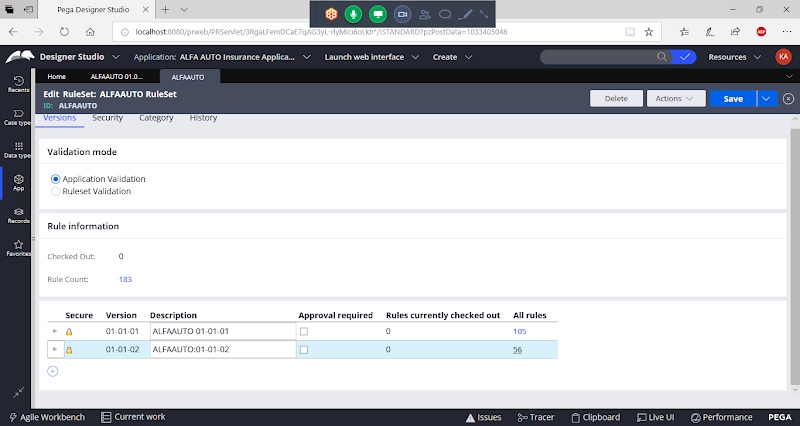 Pega Designer Studio
localhost:8080/prweb/PRServlet/3RgaLFemDCaE7qAG3yL-rlyMIci6oLkh*/!STANDARD?pzPostData=1033405046
ABP
Designer Studio Application: ALFA AUTO Insurance Applica... Launch web interface Create Resources KA
Home ALFAAUTO 01.0... ALFAAUTO
Recents
Edit RuleSet: ALFAAUTO RuleSet
ID: ALFAAUTO
Delete Actions Save
Case type
Versions Security Category History
Data type
Validation mode
Application Validation
Ruleset Validation
App
Records
Rule information
Favorites
Checked Out: 0
Rule Count: 183
Secure Version Description Approval required Rules currently checked out All rules
01-01-01 ALFAAUTO 01-01-01 0 105
01-01-02 ALFAAUTO:01-01-02 0 56
Agile Workbench Current work Issues Tracer Clipboard Live UI Performance PEGA